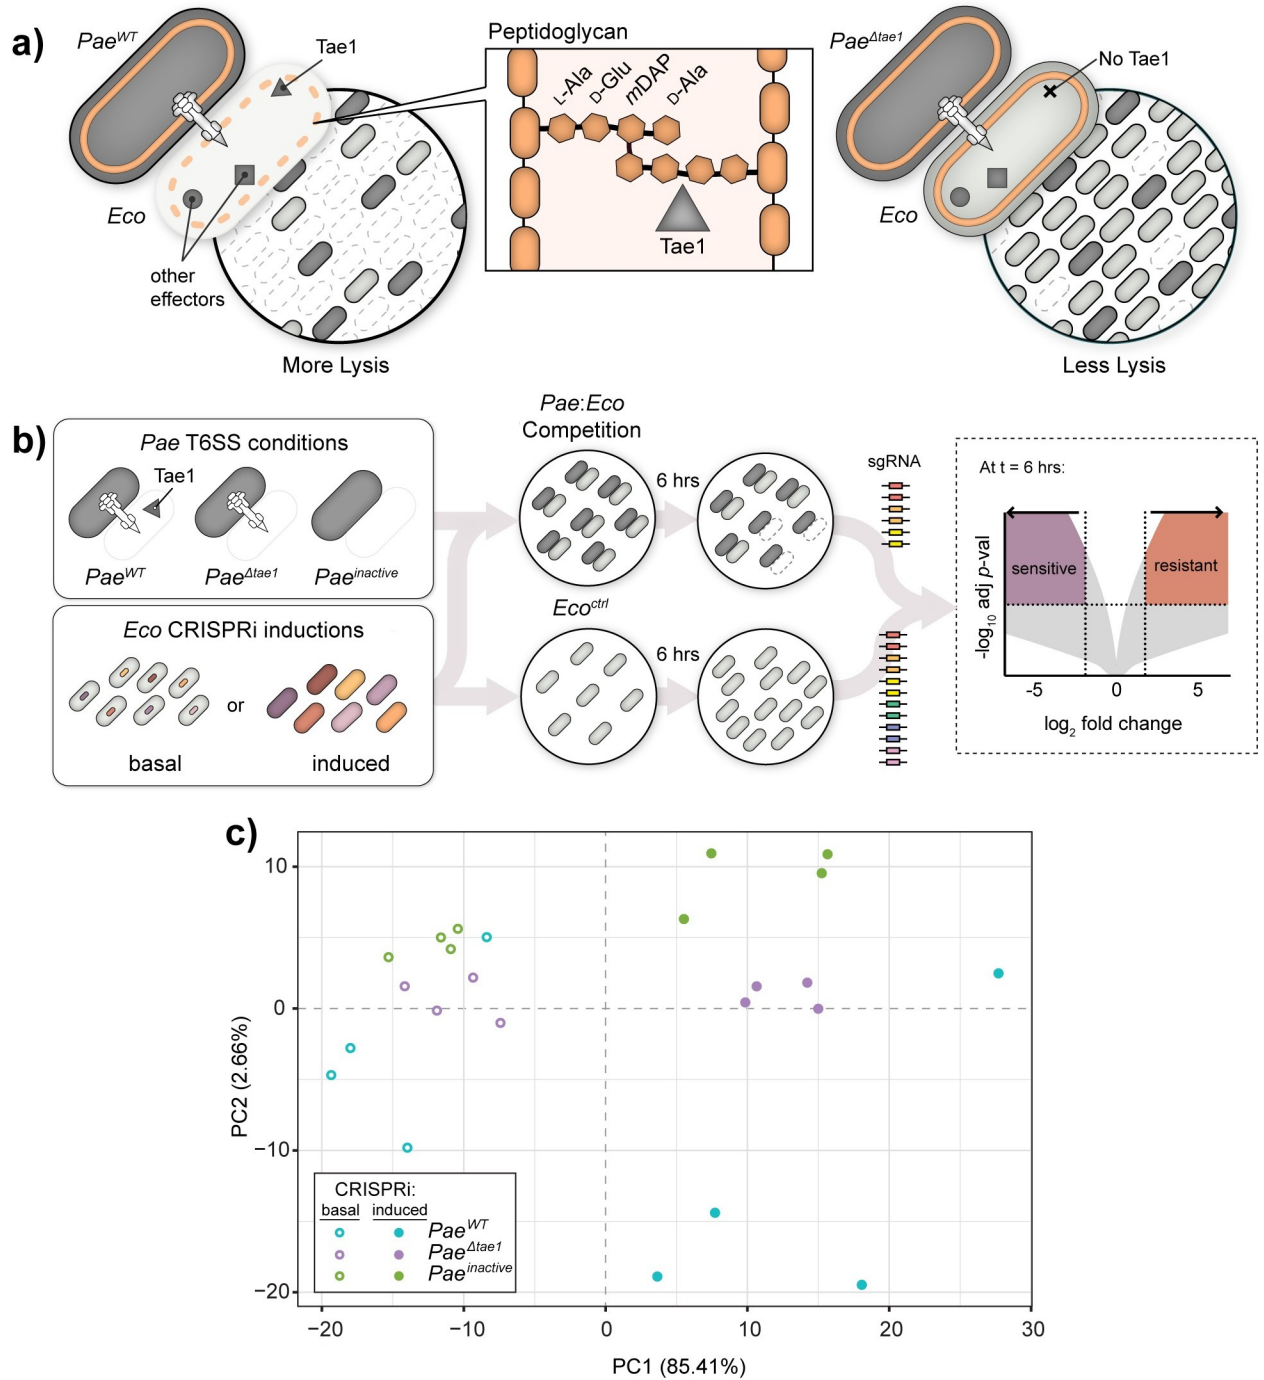 a)
Pae^WT
Tae1
Eco
other
effectors
More Lysis
Peptidoglycan
L-Ala
D-Glu
mDAP
D-Ala
Tae1
Pae^Δtae1
No Tae1
Eco
Less Lysis
b)
Pae T6SS conditions
Tae1
Pae^WT
Pae^Δtae1
Pae^inactive
Eco CRISPRi inductions
or
basal
induced
Pae:Eco
Competition
6 hrs
Eco^ctrl
6 hrs
sgRNA
At t = 6 hrs:
sensitive
resistant
-log10 adj p-val
-5
0
5
log2 fold change
c)
10
0
−10
−20
PC2 (2.66%)
CRISPRi:
basal induced
Pae^WT
Pae^Δtae1
Pae^inactive
−20
−10
0
10
20
30
PC1 (85.41%)